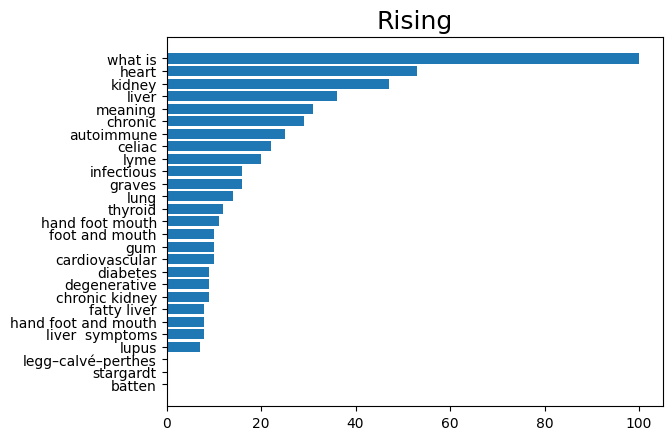 Rising
what is
heart
kidney
liver
meaning
chronic
autoimmune
celiac
lyme
infectious
graves
lung
thyroid
hand foot mouth
foot and mouth
gum
cardiovascular
diabetes
degenerative
chronic kidney
fatty liver
hand foot and mouth
liver  symptoms
lupus
legg–calvé–perthes
stargardt
batten
0 20 40 60 80 100